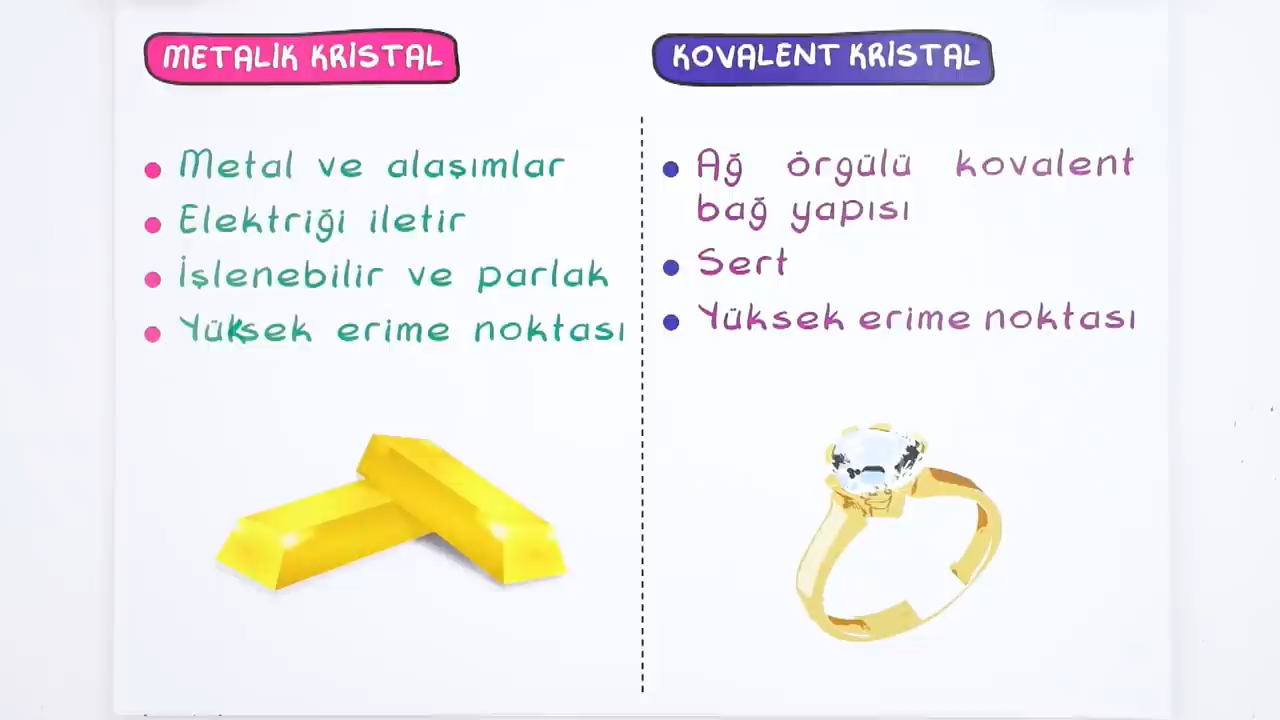 METALİK KRİSTAL
Metal ve alaşımlar
Elektriği iletir
İşlenebilir ve parlak
Yüksek erime noktası
KOVALENT KRİSTAL
Ağ örgülü kovalent
bağ yapısı
Sert
Yüksek erime noktası